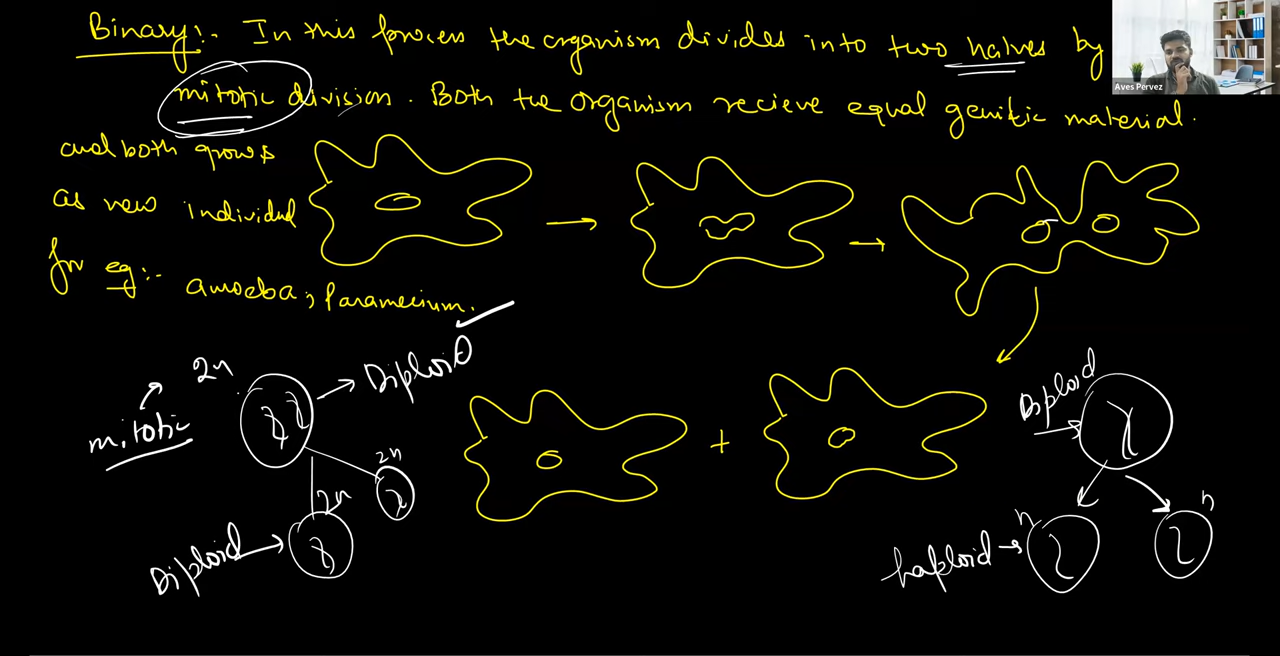 Binary:- In this process the organism divides into two halves by
mitotic division. Both the organism recieve equal genitic material.
and both grows
as new individual
for eg:- amoeba, Paramecium.
Aves Pervez
mitotic
2n
Diploid
2n
2n
Diploid
+
Diploid
n
n
haploid